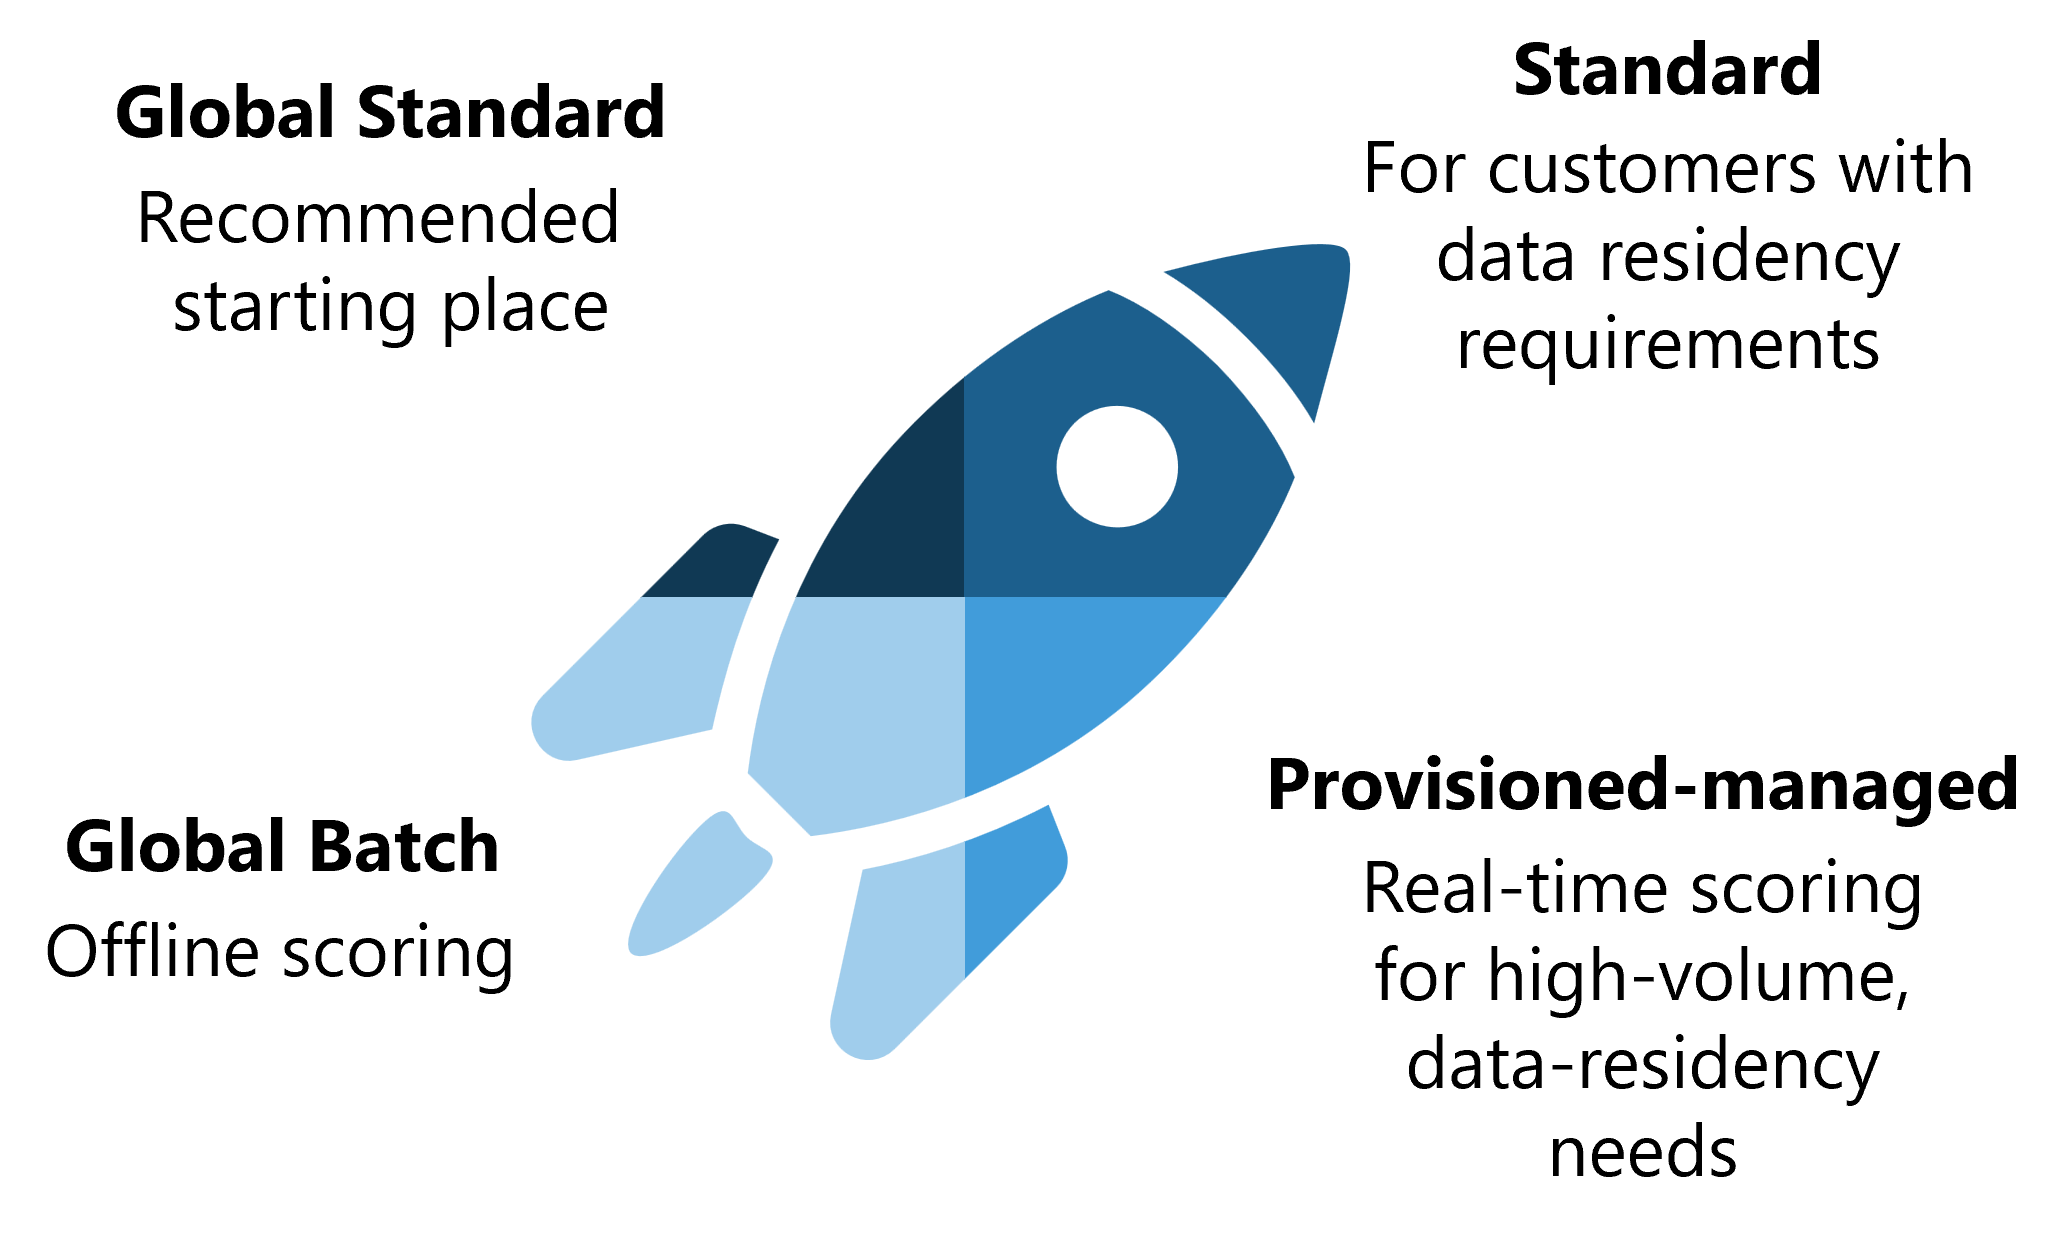 Global Standard
Recommended
starting place
Standard
For customers with
data residency
requirements
Global Batch
Offline scoring
Provisioned-managed
Real-time scoring
for high-volume,
data-residency
needs